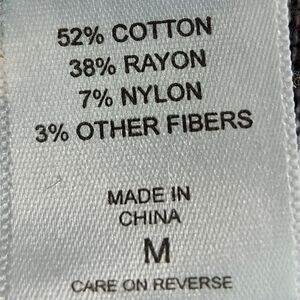 52% COTTON
38% RAYON
7% NYLON
3% OTHER FIBERS
MADE IN
CHINA
M
CARE ON REVERSE